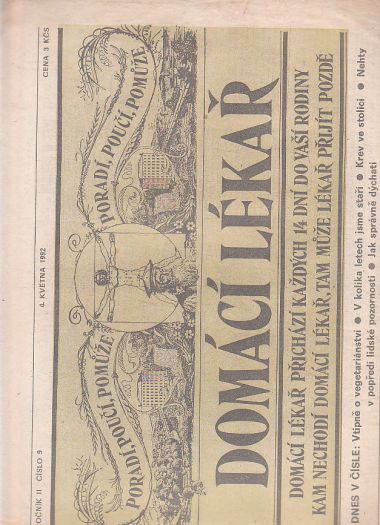 ROČNÍK II ČÍSLO 9
4. KVĚTNA 1992
CENA 3 KČS
PORADÍ, POUČÍ, POMŮŽE
PORADÍ, POUČÍ, POMŮŽE
DOMÁCÍ LÉKAŘ
DOMÁCÍ LÉKAŘ PŘICHÁZÍ KAŽDÝCH 14 DNÍ DO VAŠÍ RODINY
KAM NECHODÍ DOMÁCÍ LÉKAŘ, TAM MŮŽE LÉKAŘ PŘIJÍT POZDĚ
DNES V ČÍSLE: Vtipně o vegetariánství ● V kolika letech jsme staří ● Krev ve stolici ● Nehty
v popředí lidské pozornosti ● Jak správně dýchati